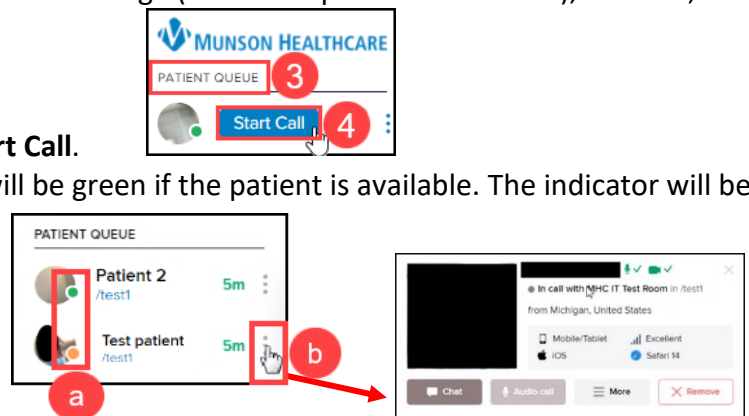 MUNSON HEALTHCARE
PATIENT QUEUE 3
Start Call 4
rt Call.
ill be green if the patient is available. The indicator will be
PATIENT QUEUE
Patient 2
/test1
5m
Test patient
/test1
5m
a
b
In call with MHC IT Test Room in /test1
from Michigan, United States
Mobile/Tablet Excellent
iOS Safari 14
Chat Audio call More Remove